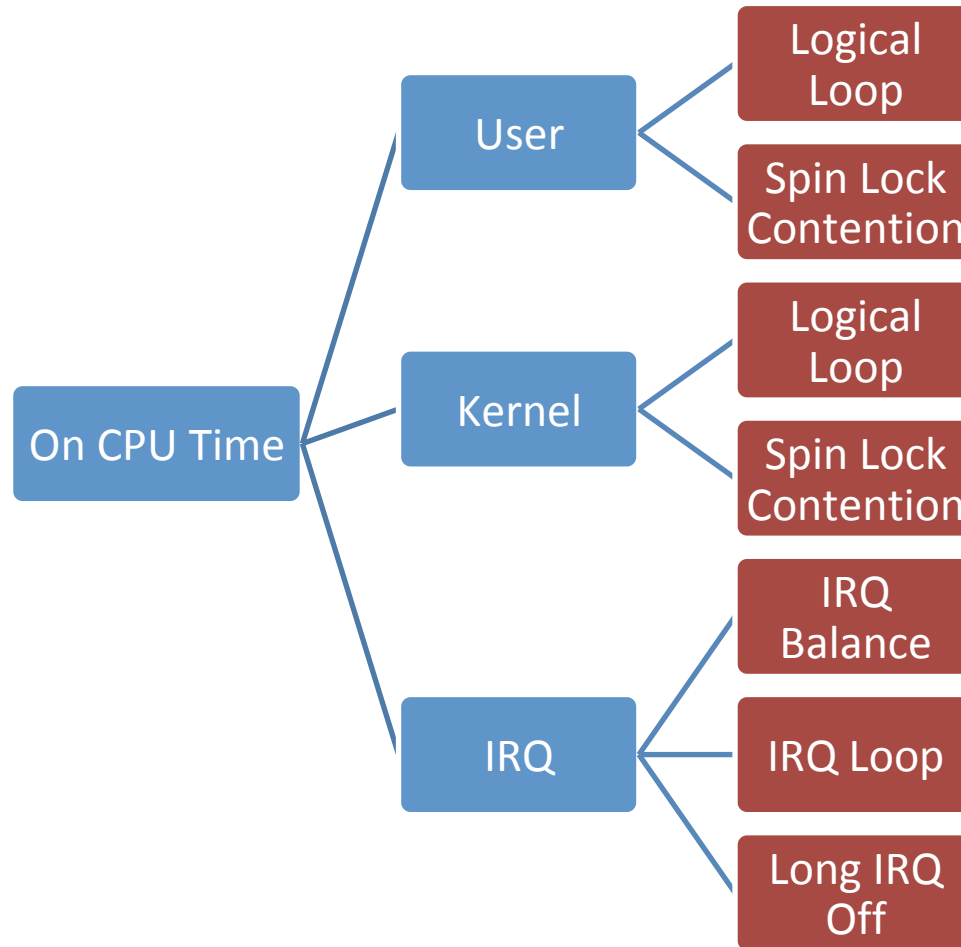 Logical
Loop
User
Spin Lock
Contention
Logical
Loop
Kernel
On CPU Time
Spin Lock
Contention
IRQ
Balance
IRQ
IRQ Loop
Long IRQ
Off